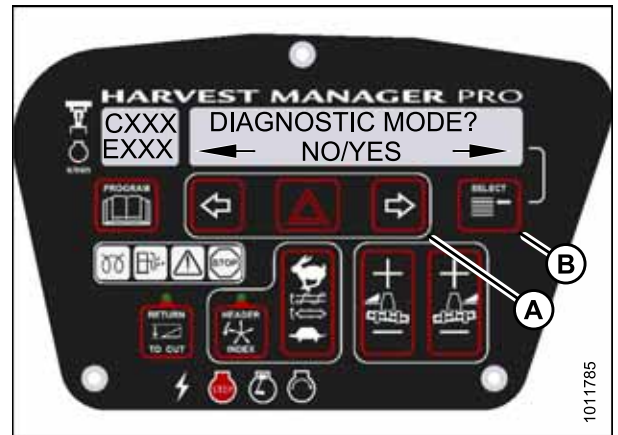 HARVEST MANAGER PRO
CXXX
EXXX
DIAGNOSTIC MODE?
NO/YES
n/min
PROGRAM
SELECT
STOP
B
A
RETURN
TO CUT
HEADER
INDEX
STOP
1011785